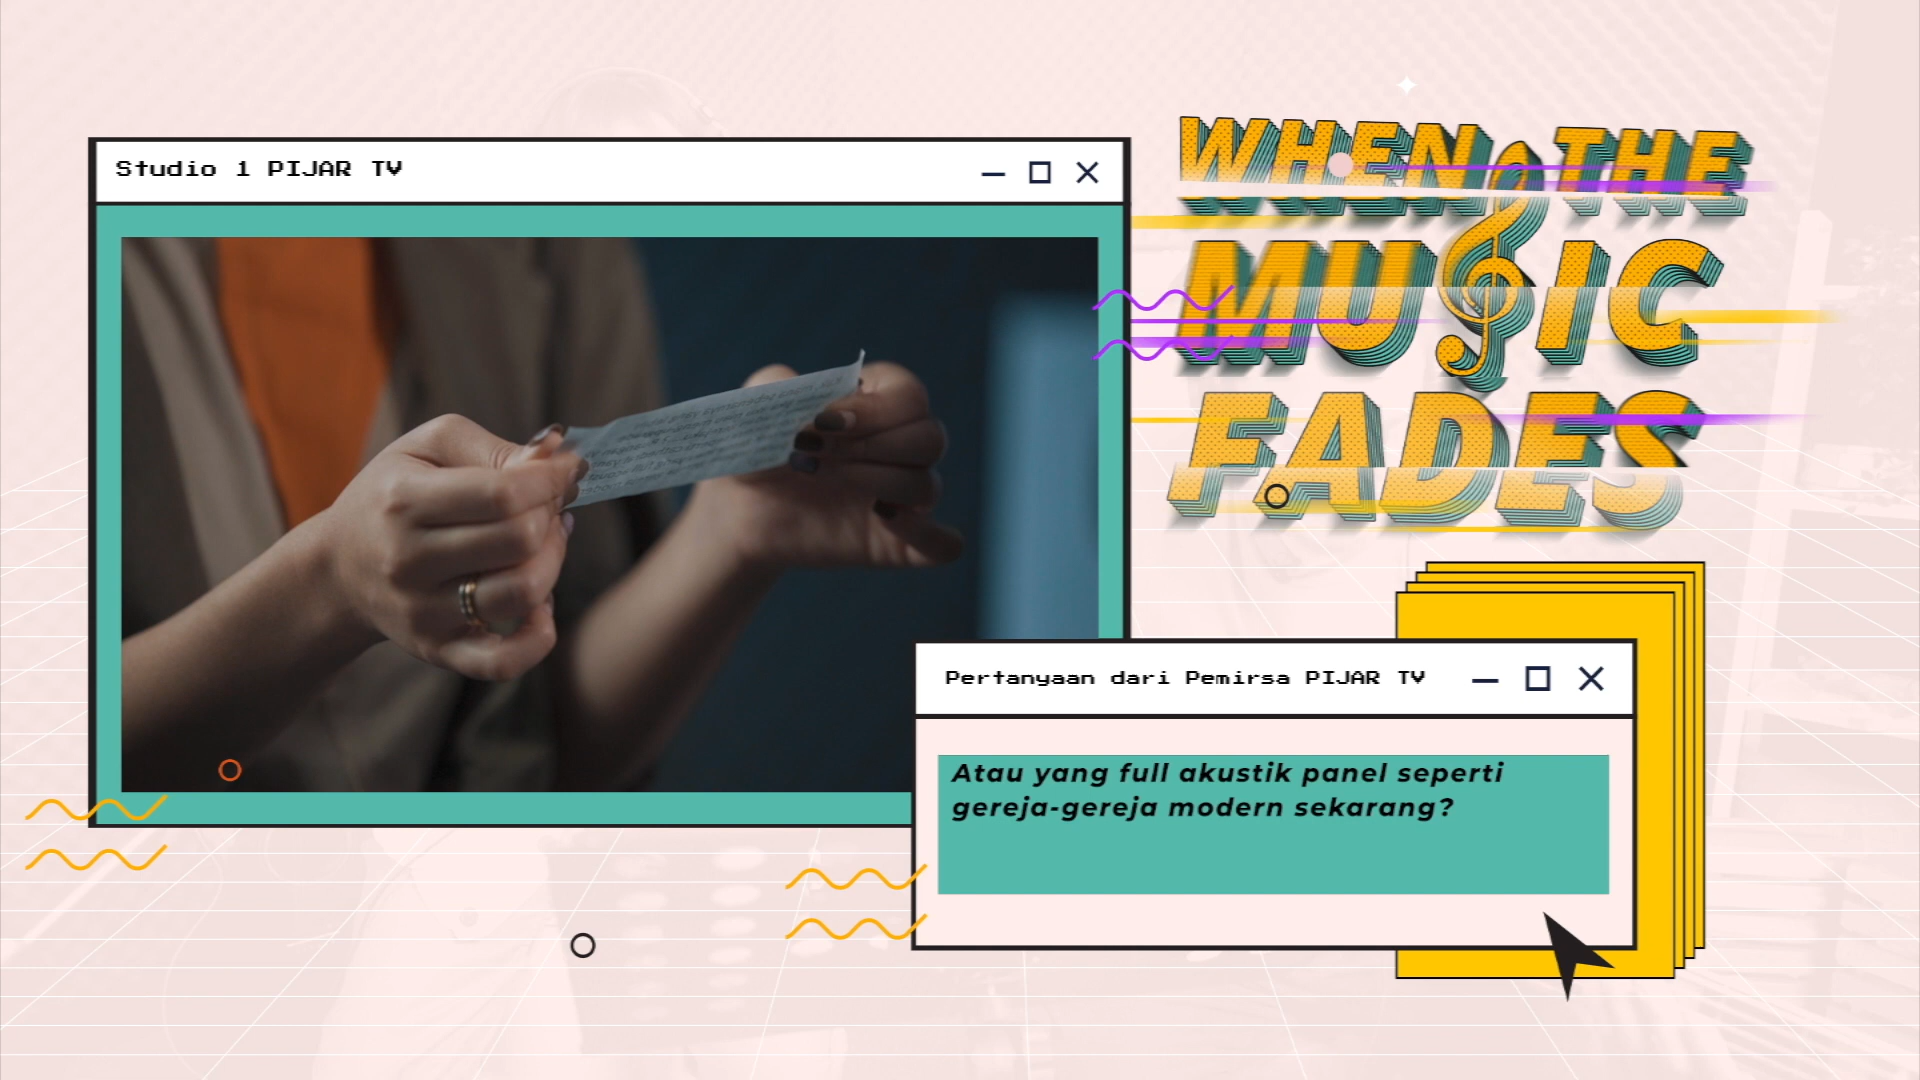 Studio 1 PIJAR TV
WHEN THE
MUSIC
FADES
Pertanyaan dari Pemirsa PIJAR TV
Atau yang full akustik panel seperti
gereja-gereja modern sekarang?